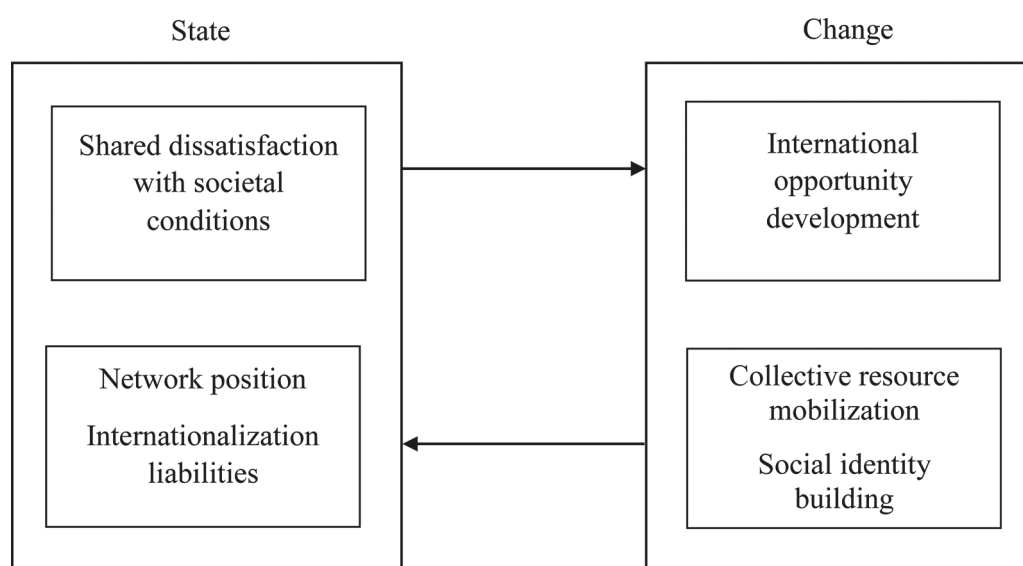 State
Shared dissatisfaction
with societal
conditions
Network position
Internationalization
liabilities
Change
International
opportunity
development
Collective resource
mobilization
Social identity
building